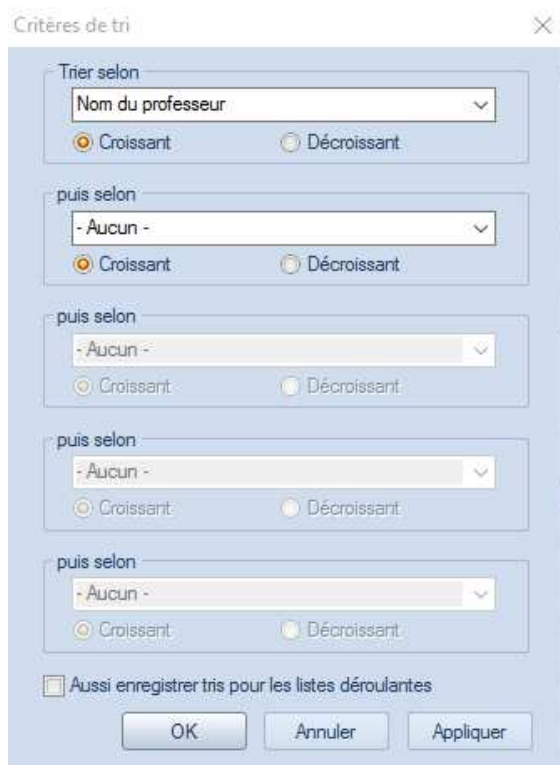 Critères de tri
Trier selon
Nom du professeur
Croissant Décroissant
puis selon
- Aucun -
Croissant Décroissant
puis selon
- Aucun -
Croissant Décroissant
puis selon
- Aucun -
Croissant Décroissant
puis selon
- Aucun -
Croissant Décroissant
Aussi enregistrer tris pour les listes déroulantes
OK Annuler Appliquer